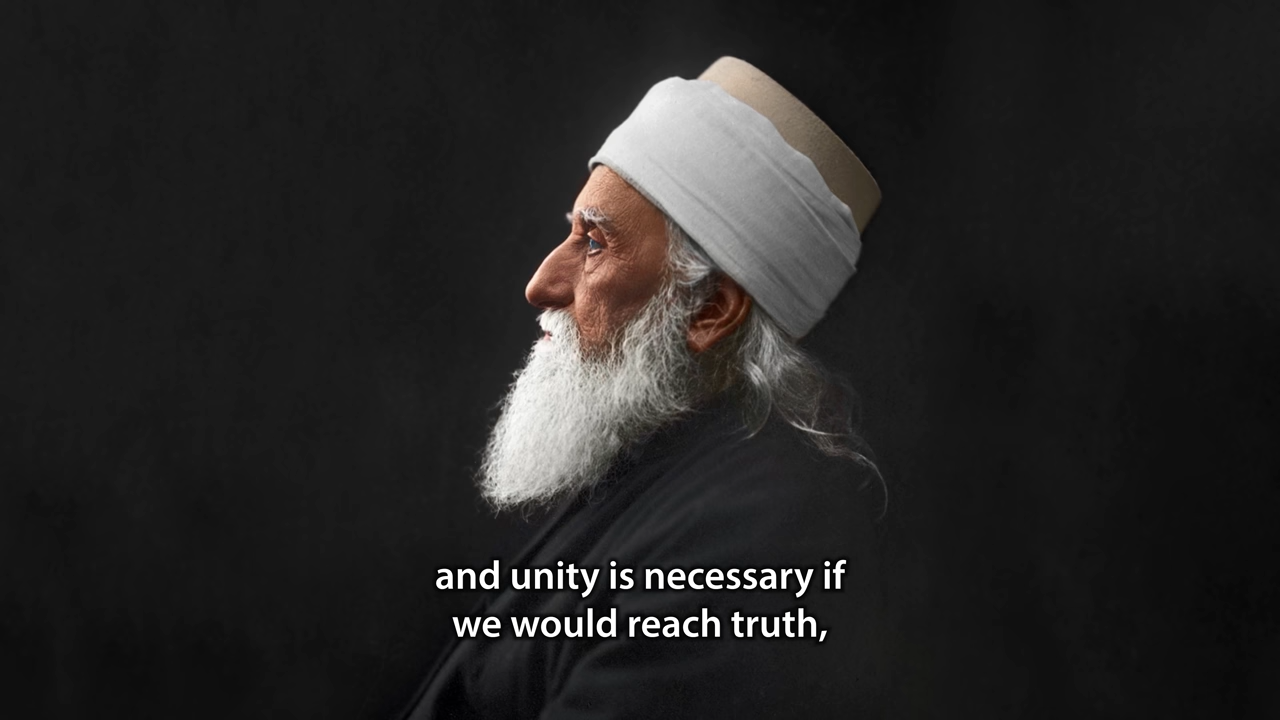 and unity is necessary if
we would reach truth,